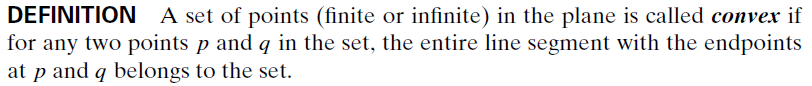 DEFINITION A set of points (finite or infinite) in the plane is called convex if
for any two points p and q in the set, the entire line segment with the endpoints
at p and q belongs to the set.